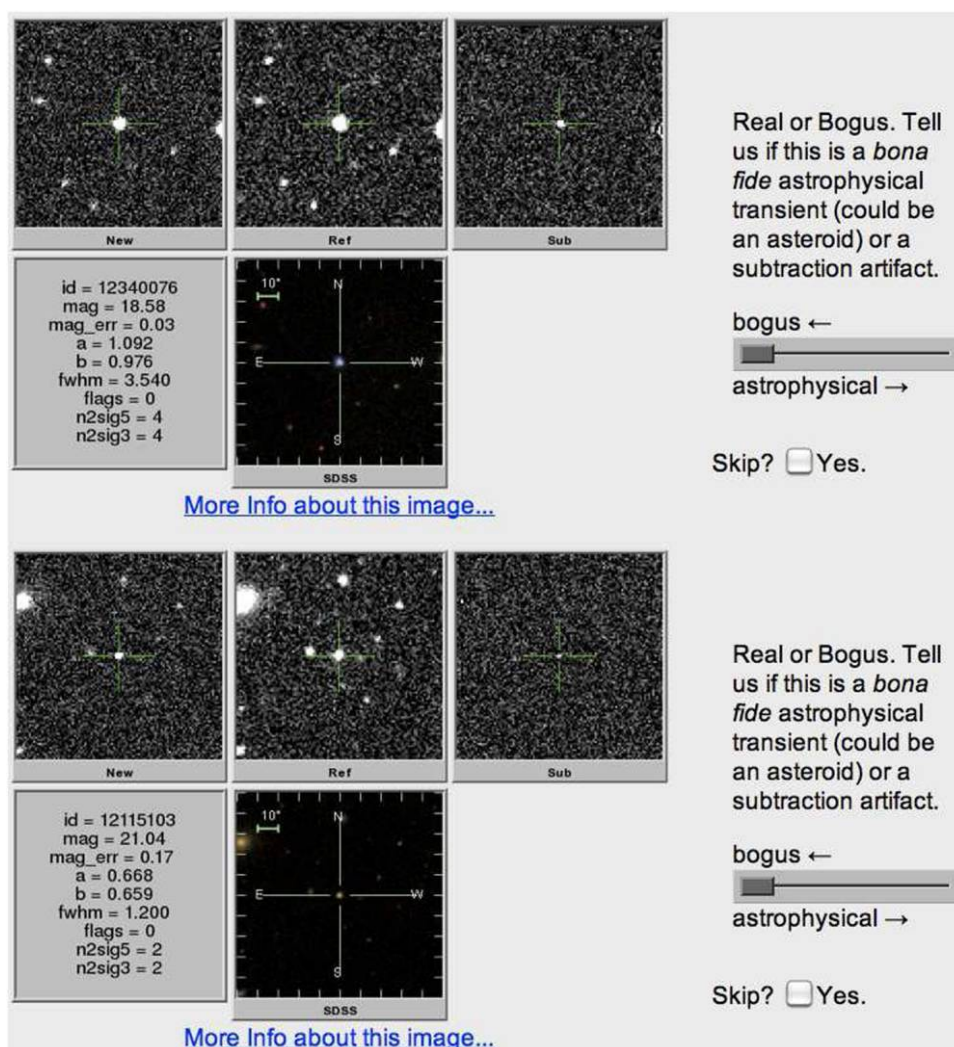 New
Ref
Sub
Real or Bogus. Tell
us if this is a bona
fide astrophysical
transient (could be
an asteroid) or a
subtraction artifact.
bogus ←
astrophysical →
Skip? Yes.
id = 12340076
mag = 18.58
mag_err = 0.03
a = 1.092
b = 0.976
fwhm = 3.540
flags = 0
n2sig5 = 4
n2sig3 = 4
10"
N
E
W
S
SDSS
More Info about this image...
New
Ref
Sub
Real or Bogus. Tell
us if this is a bona
fide astrophysical
transient (could be
an asteroid) or a
subtraction artifact.
bogus ←
astrophysical →
Skip? Yes.
id = 12115103
mag = 21.04
mag_err = 0.17
a = 0.668
b = 0.659
fwhm = 1.200
flags = 0
n2sig5 = 2
n2sig3 = 2
10"
N
E
W
S
SDSS
More Info about this image...